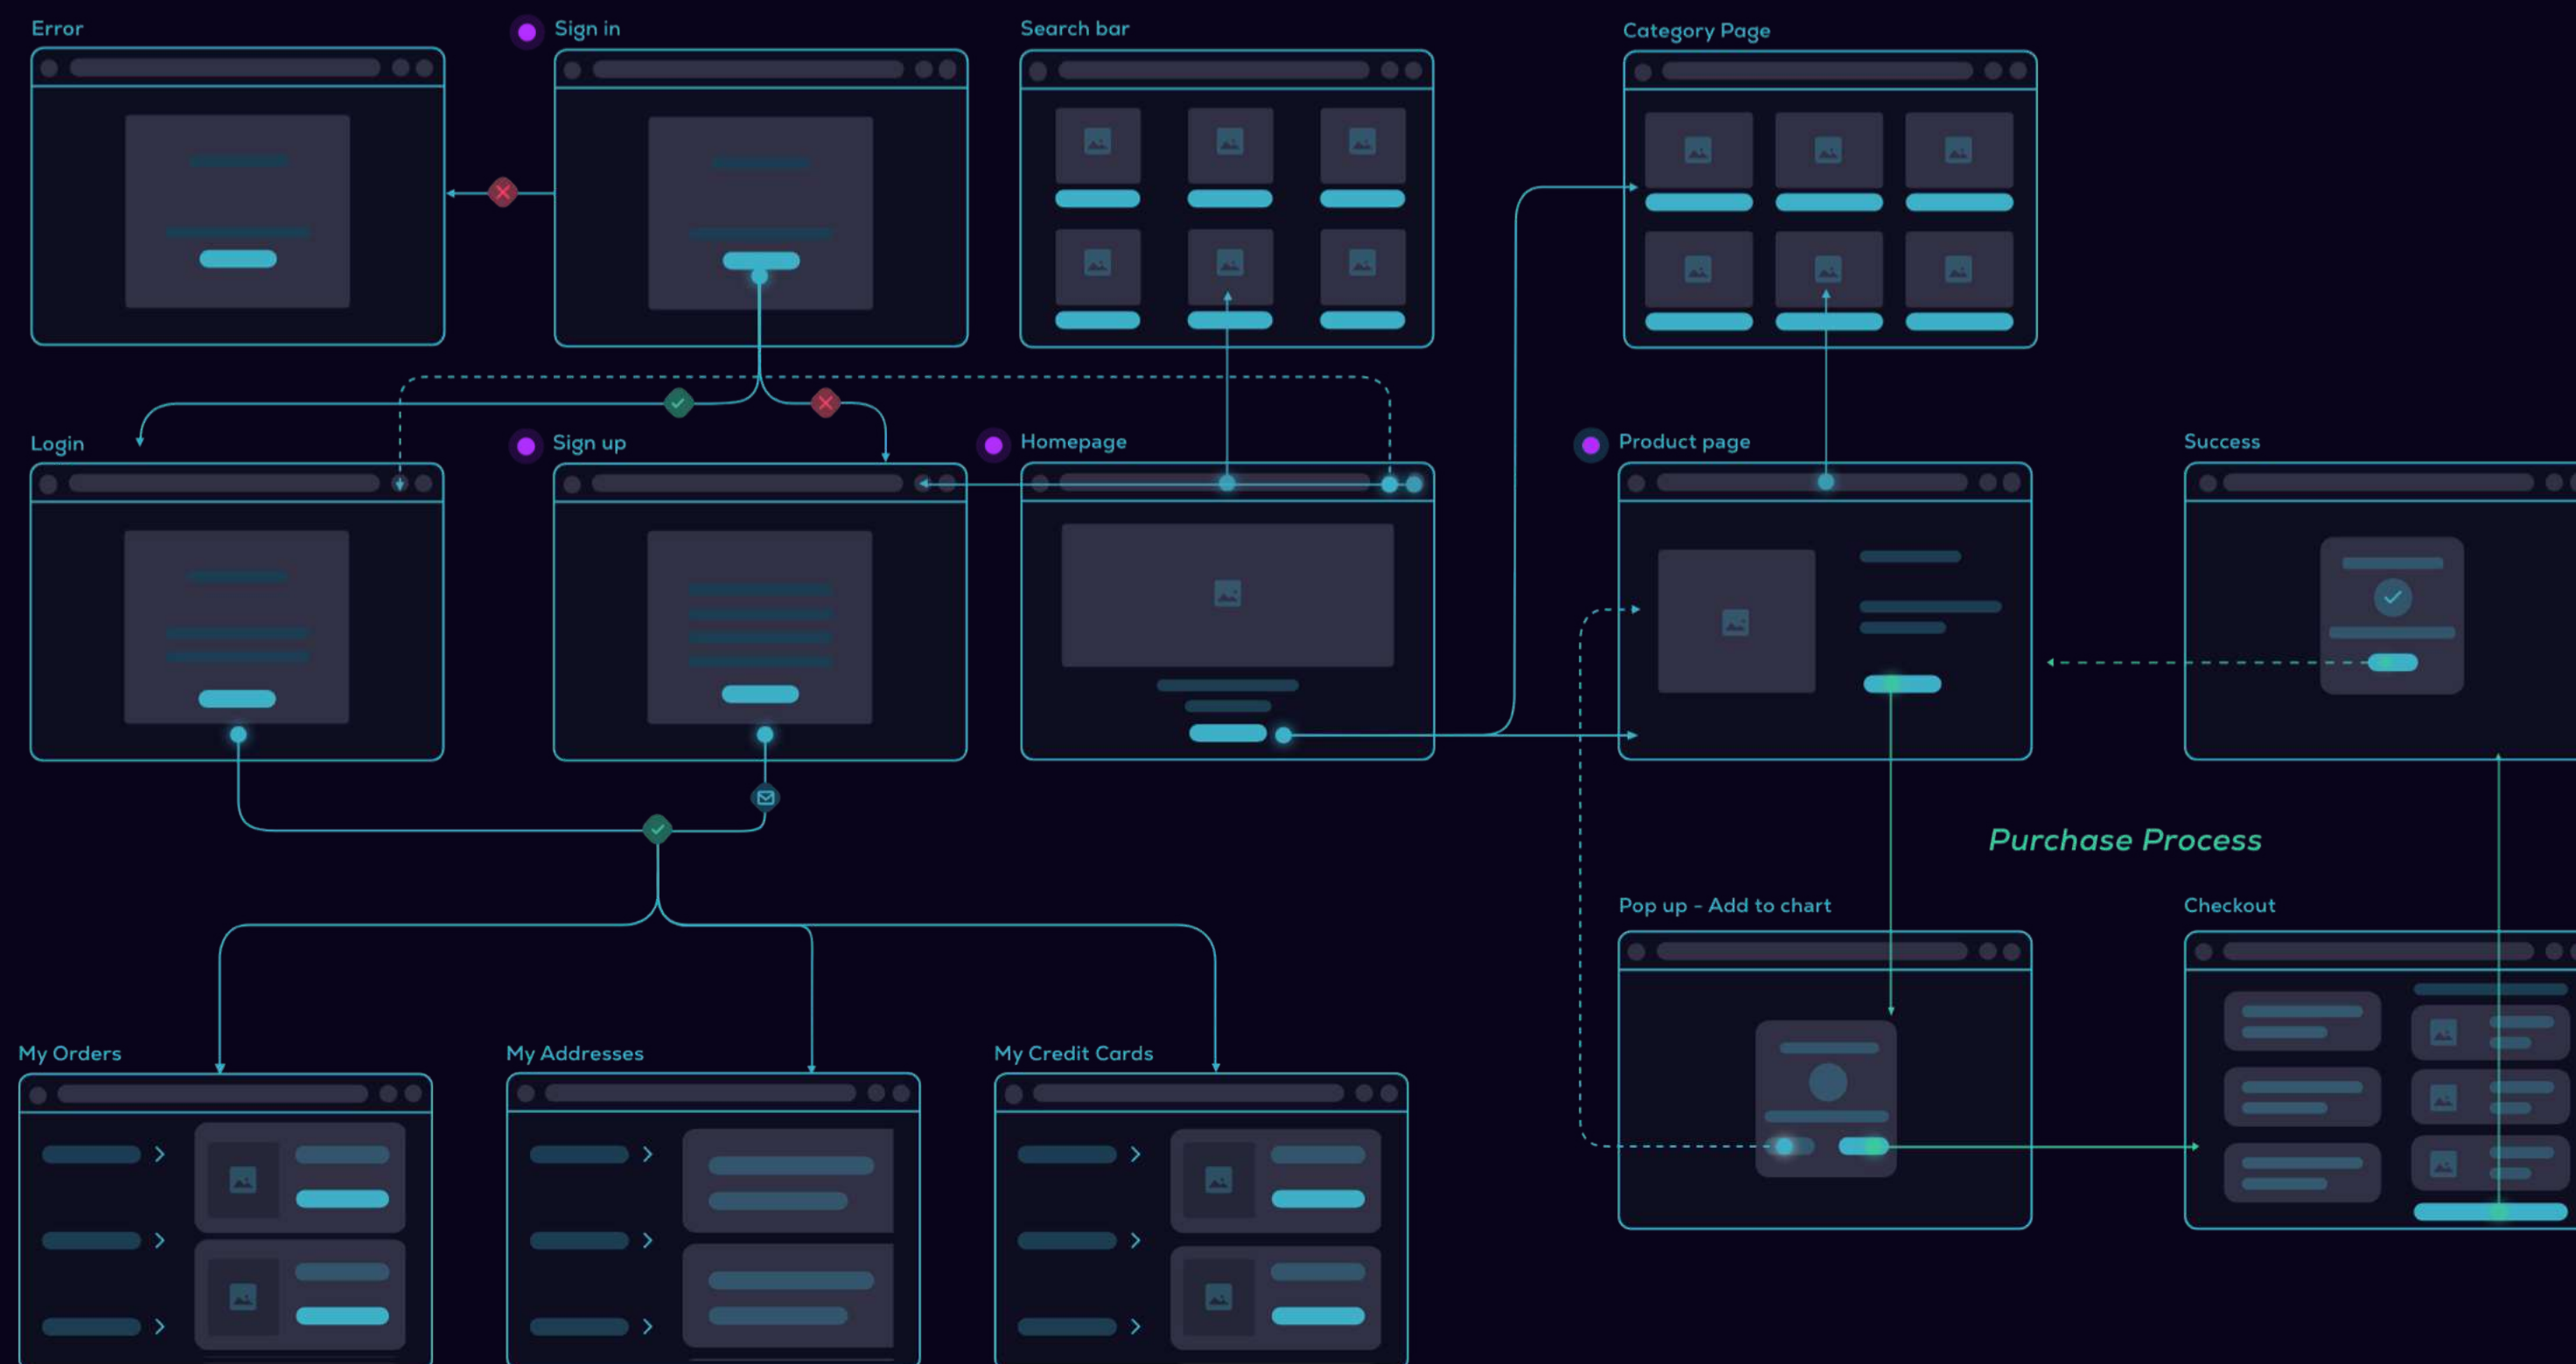 Error
Sign in
Search bar
Category Page
Login
Sign up
Homepage
Product page
Success
Purchase Process
Pop up - Add to chart
Checkout
My Orders
My Addresses
My Credit Cards